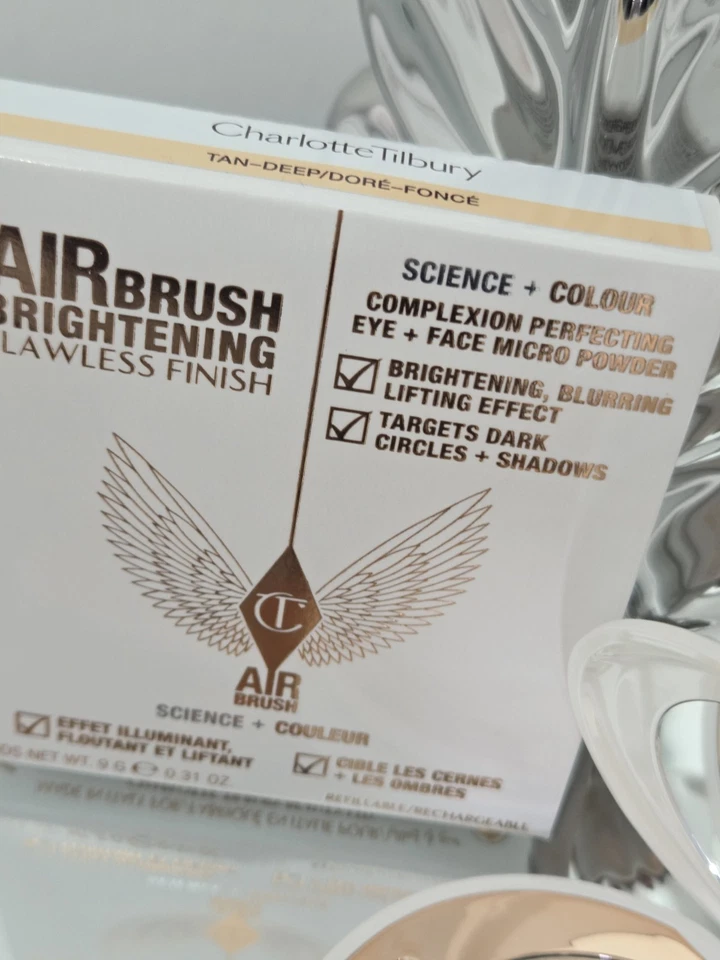 CharlotteTilbury
TAN–DEEP/DORÉ–FONCÉ
AIRBRUSH
BRIGHTENING
FLAWLESS FINISH
SCIENCE + COLOUR
COMPLEXION PERFECTING
EYE + FACE MICRO POWDER
BRIGHTENING, BLURRING
LIFTING EFFECT
TARGETS DARK
CIRCLES + SHADOWS
CT
AIR
BRUSH
SCIENCE + COULEUR
EFFET ILLUMINANT,
FLOUTANT ET LIFTANT
CIBLE LES CERNES
+ LES OMBRES
NET WT. 9 G ℮ 0.31 OZ.
REFILLABLE/RECHARGEABLE